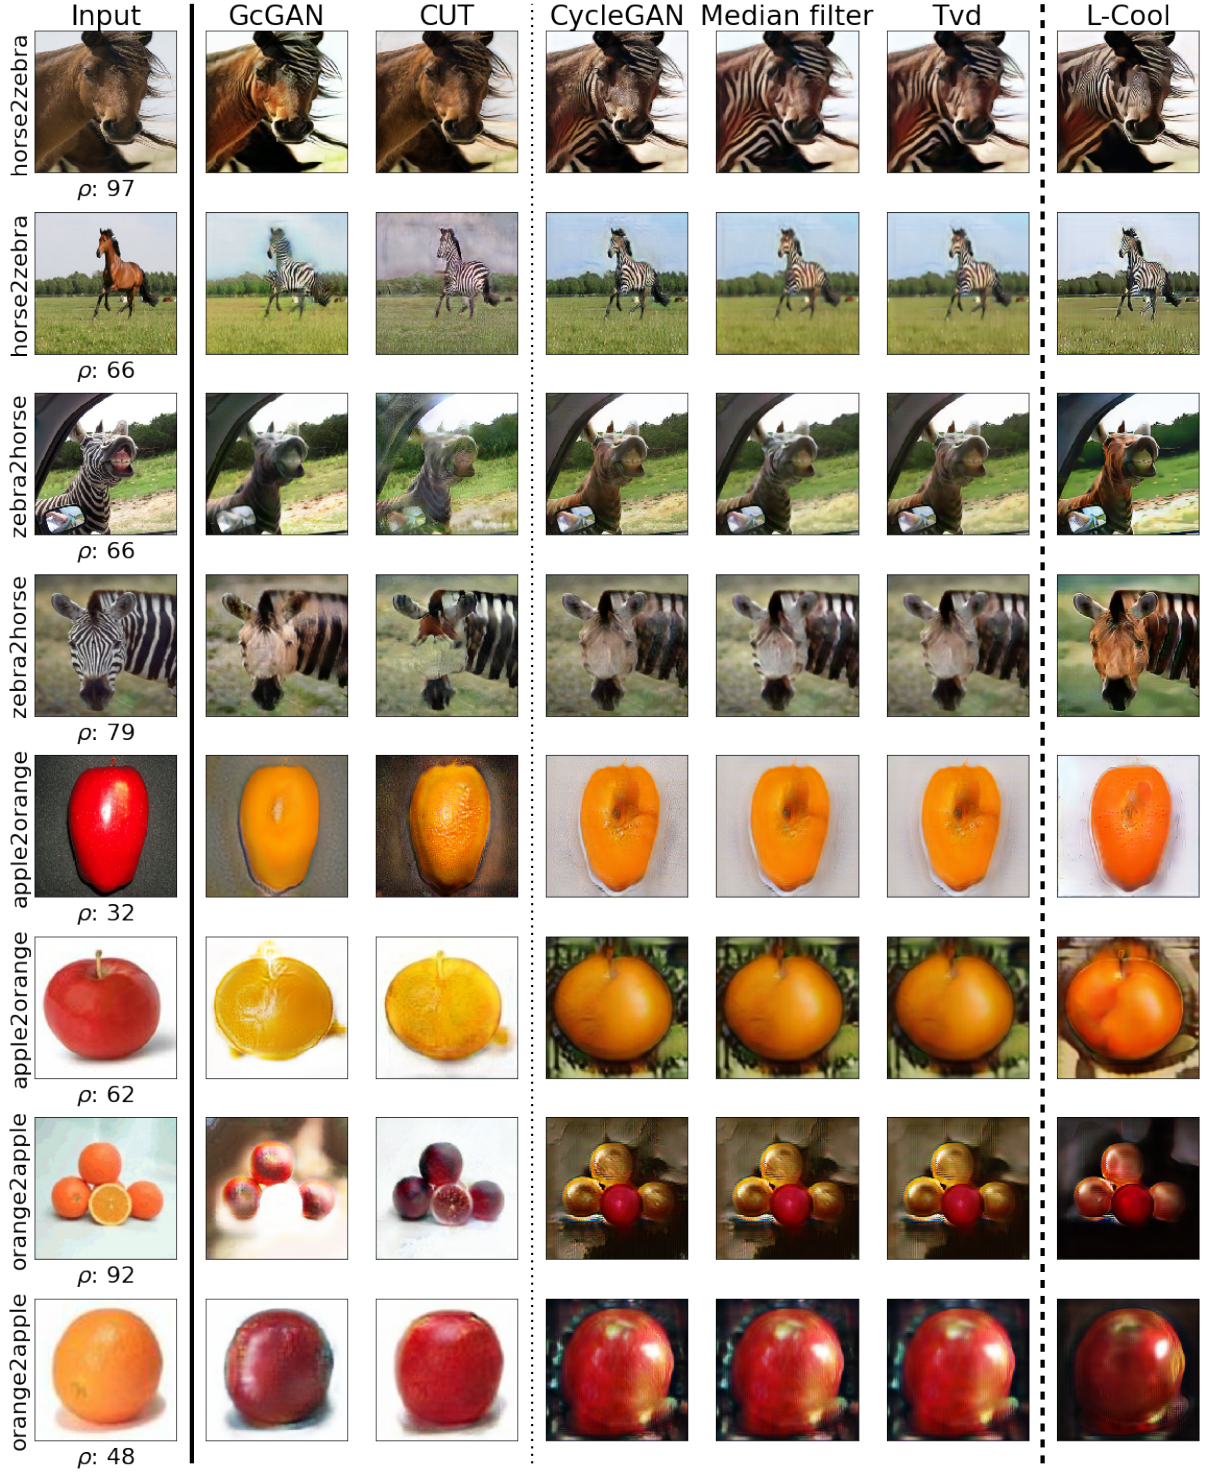 Input GcGAN CUT CycleGAN Median filter Tvd L-Cool
horse2zebra
ρ: 97
horse2zebra
ρ: 66
zebra2horse
ρ: 66
zebra2horse
ρ: 79
apple2orange
ρ: 32
apple2orange
ρ: 62
orange2apple
ρ: 92
orange2apple
ρ: 48